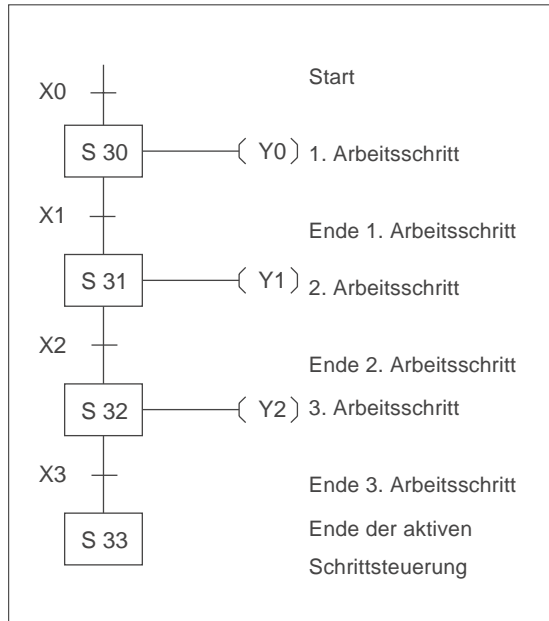 Start
X0
S 30 Y0 1. Arbeitsschritt
X1
Ende 1. Arbeitsschritt
S 31 Y1 2. Arbeitsschritt
X2
Ende 2. Arbeitsschritt
S 32 Y2 3. Arbeitsschritt
X3
Ende 3. Arbeitsschritt
S 33
Ende der aktiven
Schrittsteuerung